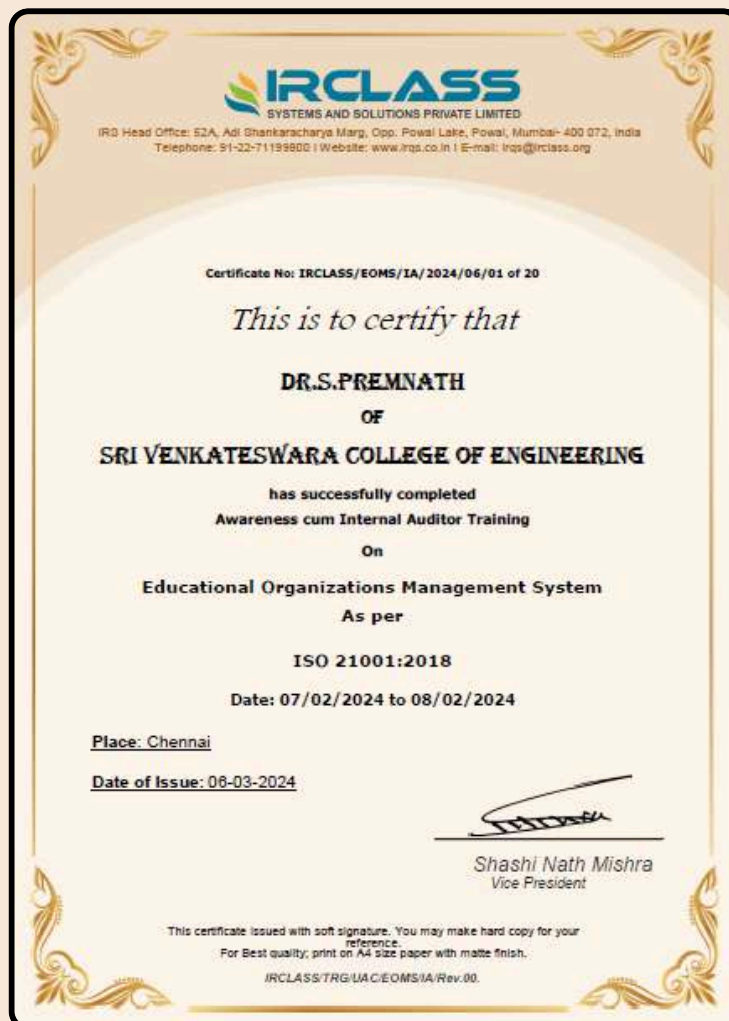 IRCLASS
SYSTEMS AND SOLUTIONS PRIVATE LIMITED
IRQ Head Office: 52A, Adi Shankaracharya Marg, Opp. Powai Lake, Powai, Mumbai- 400 072, India
Telephone: 91-22-71199800 I Website: www.irqs.co.in I E-mail: irqs@irclass.org
Certificate No: IRCLASS/EOMS/IA/2024/06/01 of 20
This is to certify that
DR.S.PREMNATH
OF
SRI VENKATESWARA COLLEGE OF ENGINEERING
has successfully completed
Awareness cum Internal Auditor Training
On
Educational Organizations Management System
As per
ISO 21001:2018
Date: 07/02/2024 to 08/02/2024
Place: Chennai
Date of Issue: 06-03-2024
Shashi Nath Mishra
Vice President
This certificate issued with soft signature. You may make hard copy for your
reference.
For Best quality; print on A4 size paper with matte finish.
IRCLASS/TRG/UAC/EOMS/IA/Rev.00.